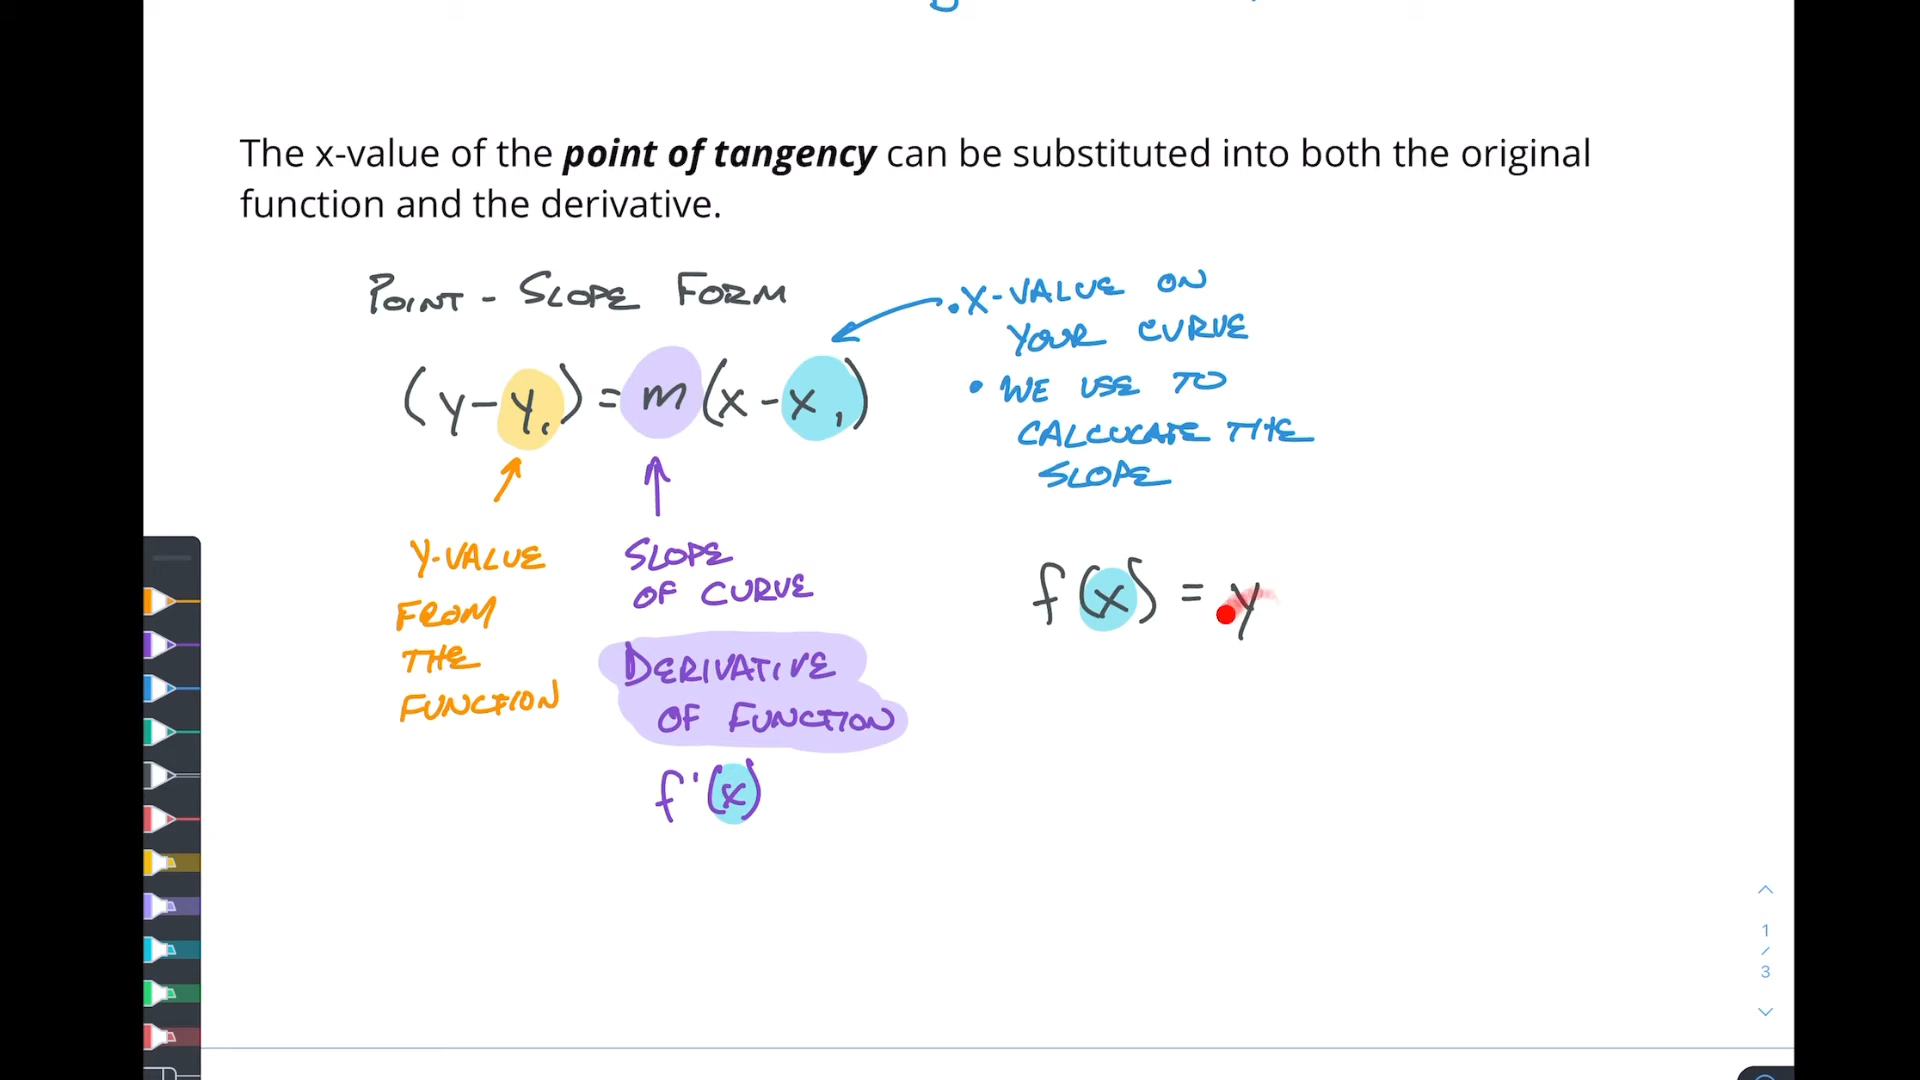 The x-value of the point of tangency can be substituted into both the original
function and the derivative.
POINT - SLOPE FORM
(y - y₁) = m(x - x₁)
• X-VALUE ON
YOUR CURVE
• WE USE TO
CALCULATE THE
SLOPE
Y-VALUE
FROM
THE
FUNCTION
SLOPE
OF CURVE
DERIVATIVE
OF FUNCTION
f'(x)
f(x) = y
1
/
3